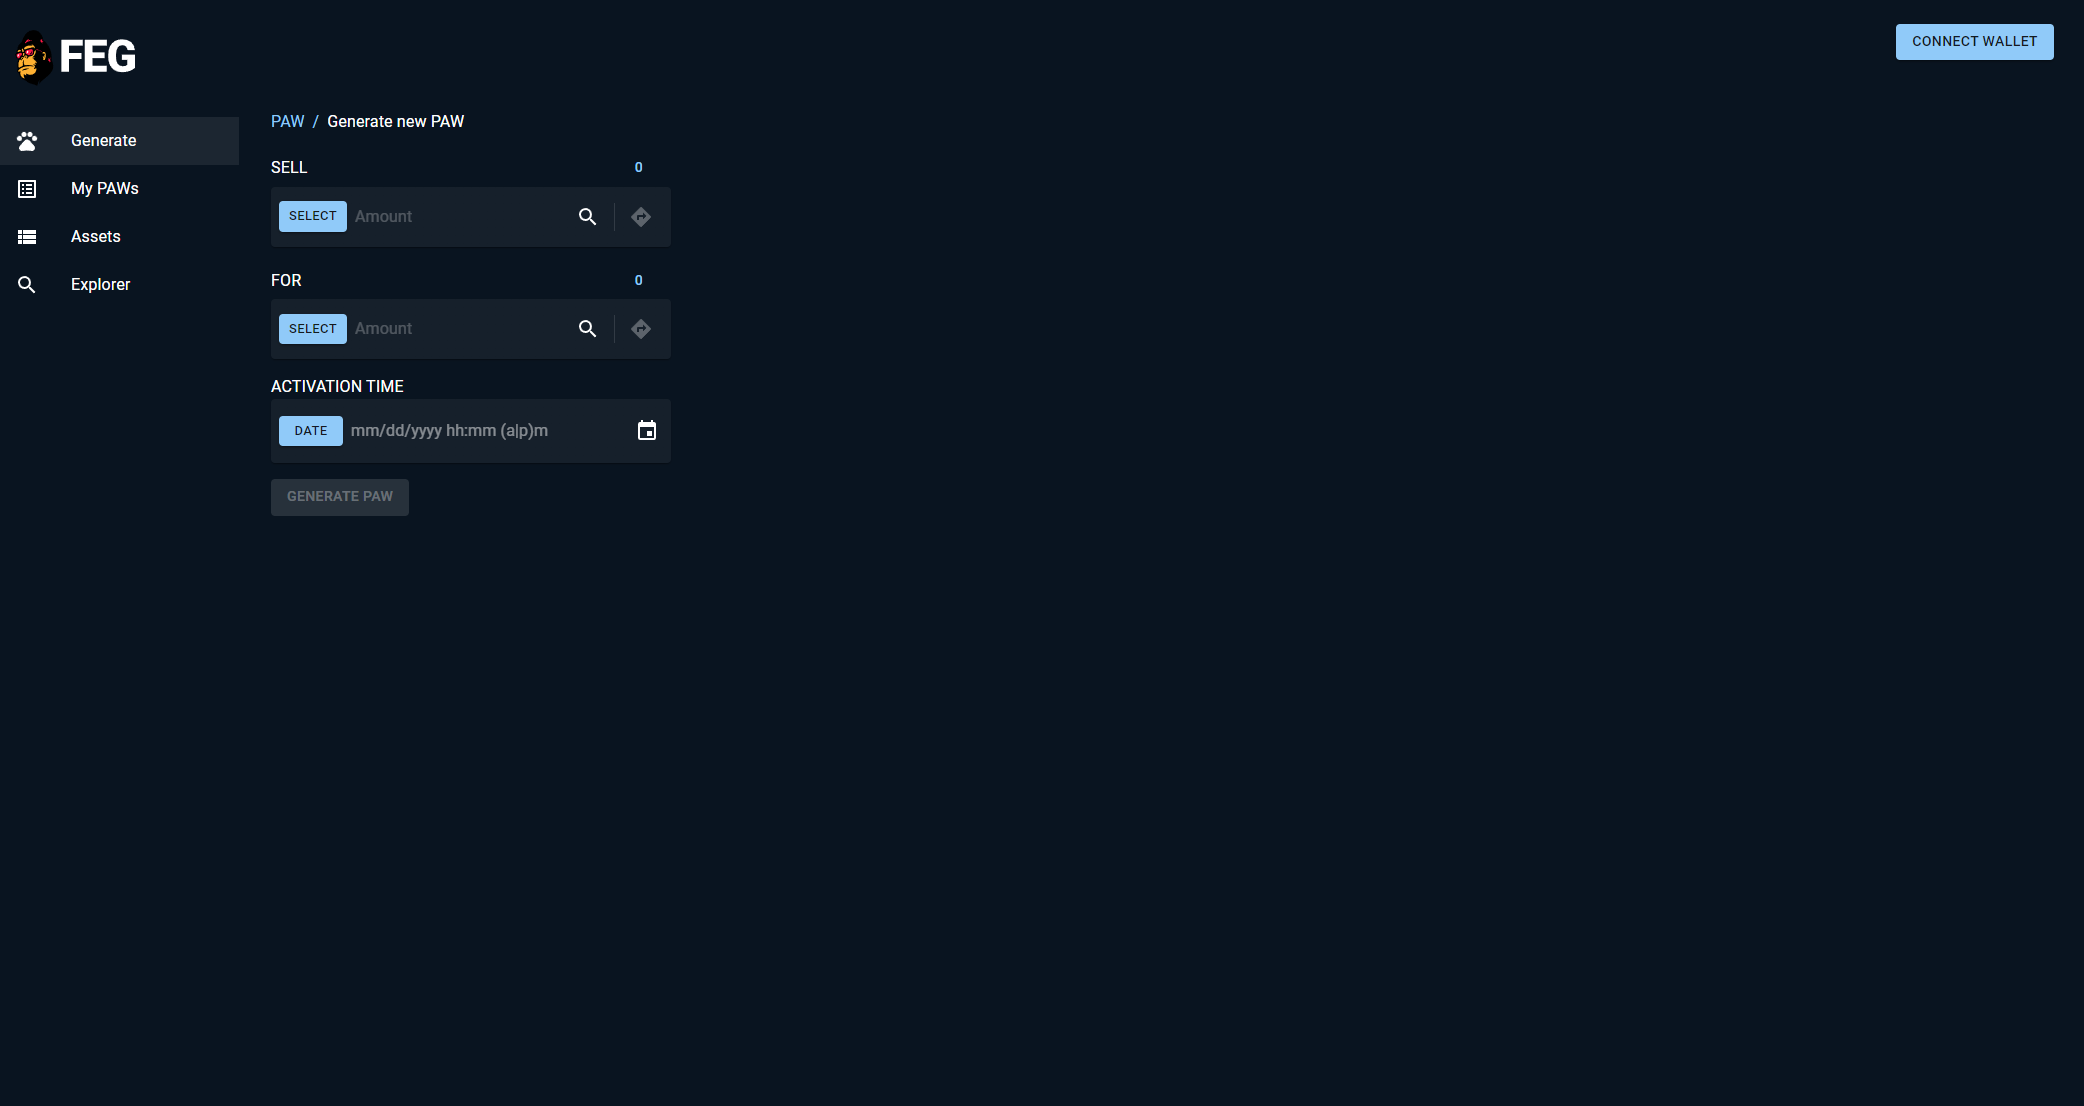 FEG
CONNECT WALLET
Generate
My PAWs
Assets
Explorer
PAW / Generate new PAW
SELL 0
SELECT Amount
FOR 0
SELECT Amount
ACTIVATION TIME
DATE mm/dd/yyyy hh:mm (a|p)m
GENERATE PAW